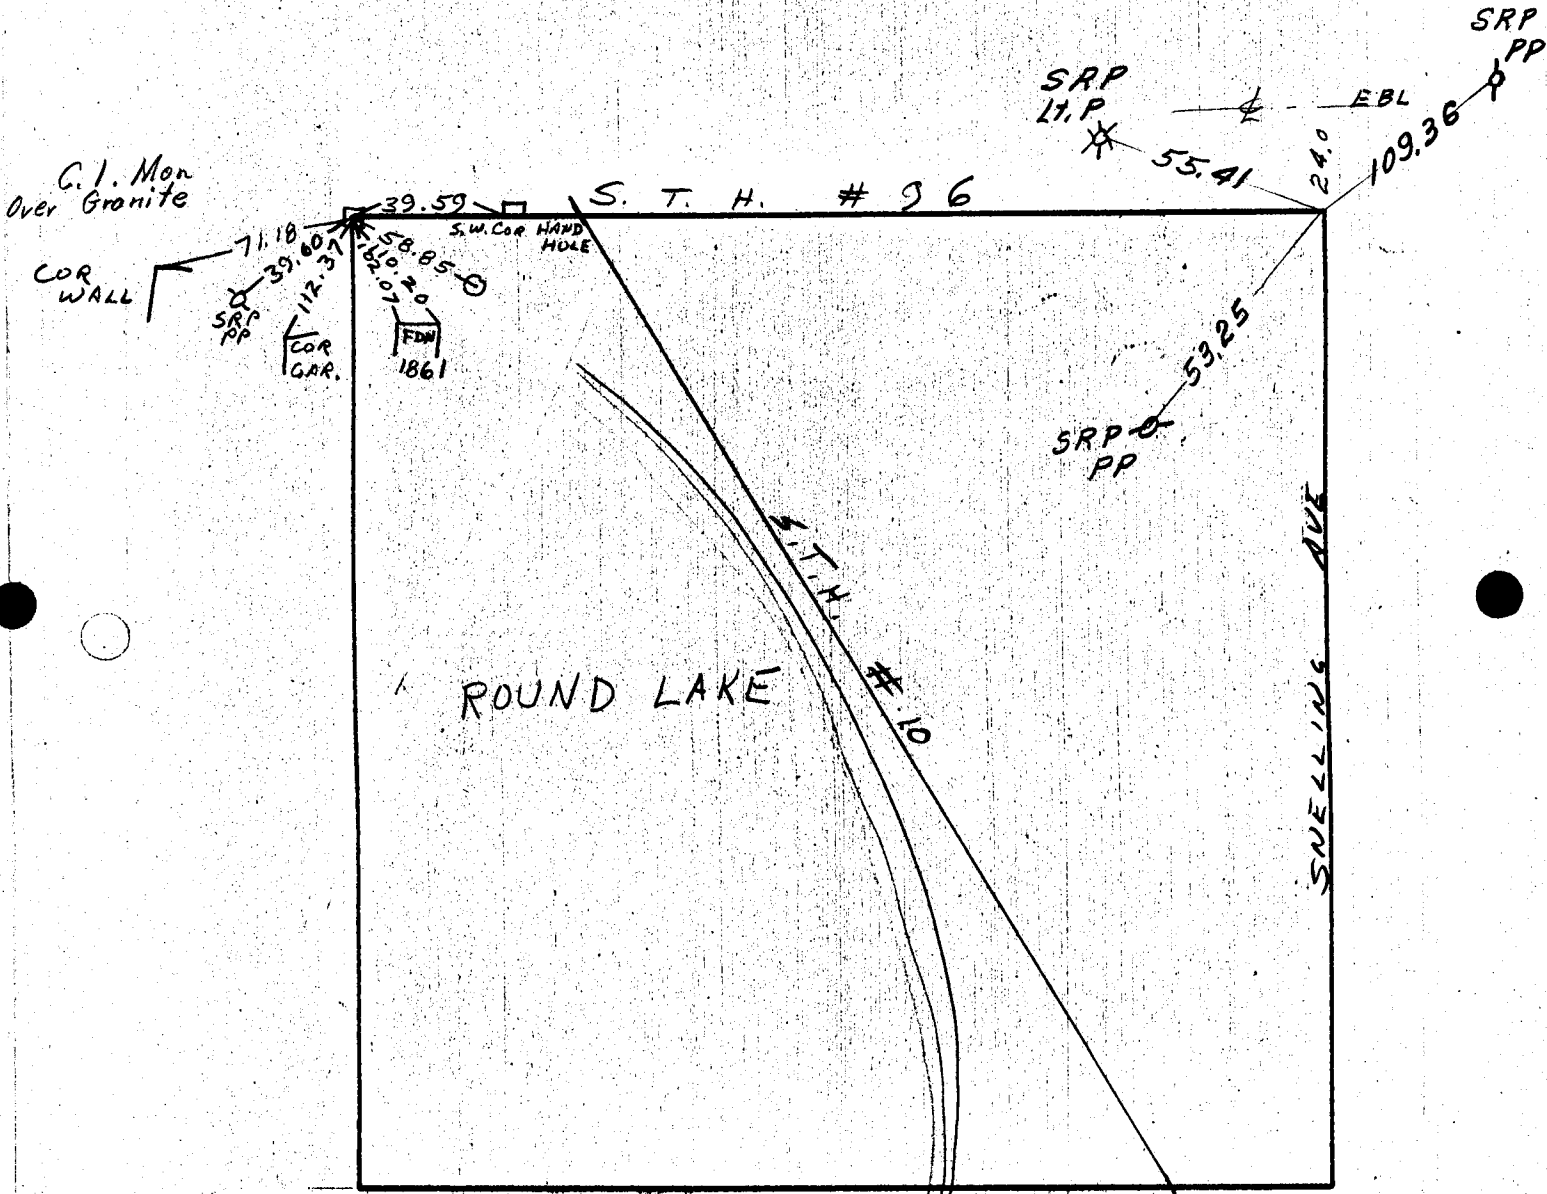 SRP
PP
SRP
Lt. P
℄
EBL
24.0
109.36
55.41
C.I. Mon
Over Granite
39.59
S. T. H. # 96
S.W. COR HAND
HOLE
71.18
39.60
112.37
62.07
110.20
58.85
COR
WALL
SRP
PP
COR
GAR.
FDN
1861
53.25
SRP
PP
S.T.H. # 10
ROUND LAKE
SNELLING AVE